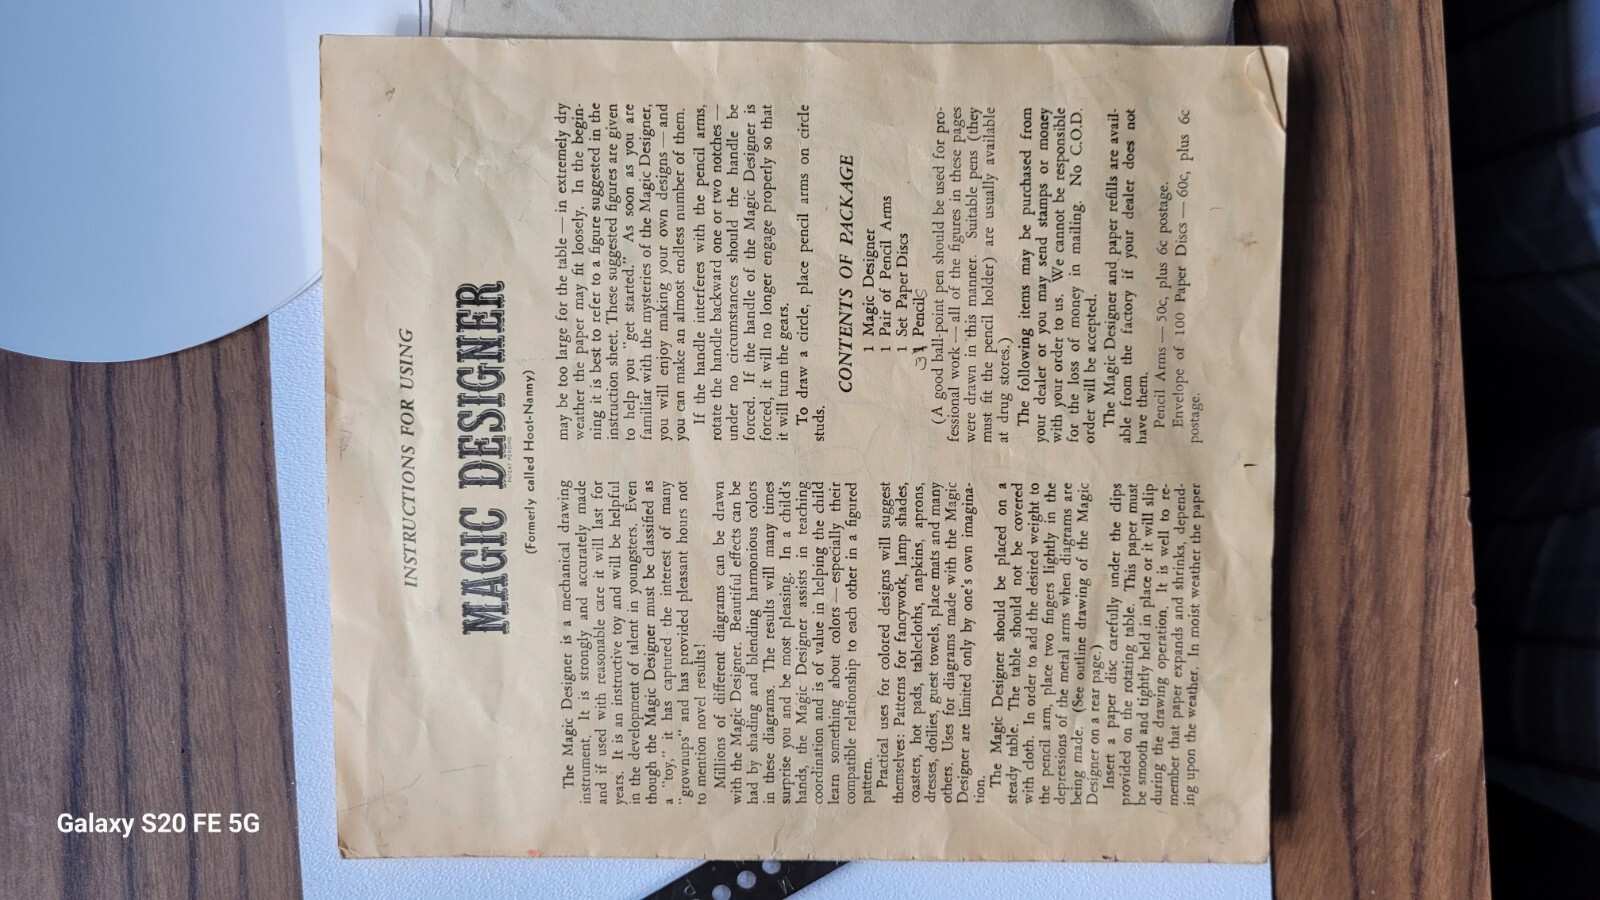 INSTRUCTIONS FOR USING
MAGIC DESIGNER
PATENT PENDING
(Formerly called Hoot-Nanny)
The Magic Designer is a mechanical drawing
instrument. It is strongly and accurately made
and if used with reasonable care it will last for
years. It is an instructive toy and will be helpful
in the development of talent in youngsters. Even
though the Magic Designer must be classified as
a "toy," it has captured the interest of many
"grownups" and has provided pleasant hours not
to mention novel results!
Millions of different diagrams can be drawn
with the Magic Designer. Beautiful effects can be
had by shading and blending harmonious colors
in these diagrams. The results will many times
surprise you and be most pleasing. In a child's
hands, the Magic Designer assists in teaching
coordination and is of value in helping the child
learn something about colors — especially their
compatible relationship to each other in a figured
pattern.
Practical uses for colored designs will suggest
themselves: Patterns for fancywork, lamp shades,
coasters, hot pads, tablecloths, napkins, aprons,
dresses, doilies, guest towels, place mats and many
others. Uses for diagrams made with the Magic
Designer are limited only by one's own imagina-
tion.
The Magic Designer should be placed on a
steady table. The table should not be covered
with cloth. In order to add the desired weight to
the pencil arm, place two fingers lightly in the
depressions of the metal arms when diagrams are
being made. (See outline drawing of the Magic
Designer on a rear page.)
Insert a paper disc carefully under the clips
provided on the rotating table. This paper must
be smooth and tightly held in place or it will slip
during the drawing operation. It is well to re-
member that paper expands and shrinks, depend-
ing upon the weather. In moist weather the paper
may be too large for the table — in extremely dry
weather the paper may fit loosely. In the begin-
ning it is best to refer to a figure suggested in the
instruction sheet. These suggested figures are given
to help you "get started." As soon as you are
familiar with the mysteries of the Magic Designer,
you will enjoy making your own designs — and
you can make an almost endless number of them.
If the handle interferes with the pencil arms,
rotate the handle backward one or two notches —
under no circumstances should the handle be
forced. If the handle of the Magic Designer is
forced, it will no longer engage properly so that
it will turn the gears.
To draw a circle, place pencil arms on circle
studs.
CONTENTS OF PACKAGE
1 Magic Designer
1 Pair of Pencil Arms
1 Set Paper Discs
3 1 Pencils
(A good ball-point pen should be used for pro-
fessional work — all of the figures in these pages
were drawn in this manner. Suitable pens (they
must fit the pencil holder) are usually available
at drug stores.)
The following items may be purchased from
your dealer or you may send stamps or money
with your order to us. We cannot be responsible
for the loss of money in mailing. No C.O.D.
order will be accepted.
The Magic Designer and paper refills are avail-
able from the factory if your dealer does not
have them.
Pencil Arms — 50c, plus 6c postage.
Envelope of 100 Paper Discs — 60c, plus 6c
postage.
Galaxy S20 FE 5G